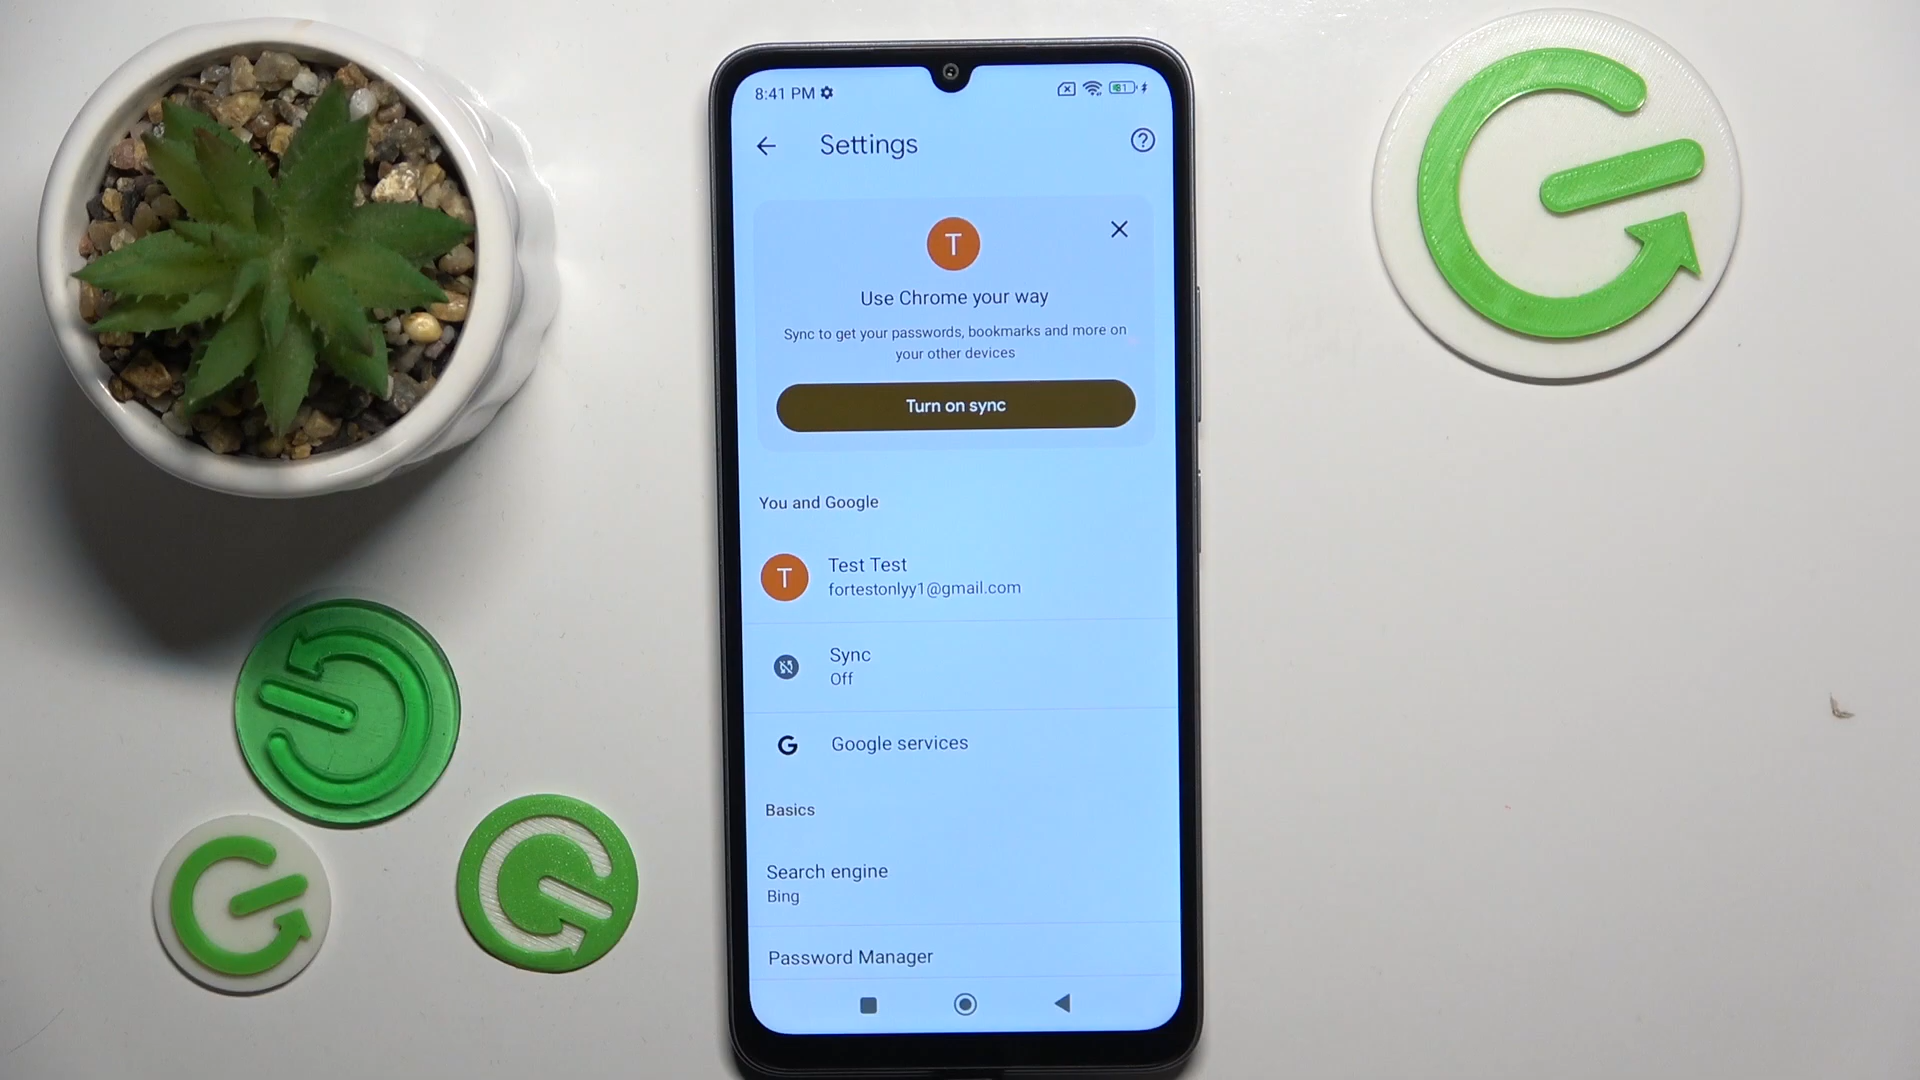 8:41 PM
81
Settings
T
Use Chrome your way
Sync to get your passwords, bookmarks and more on
your other devices
Turn on sync
You and Google
T
Test Test
fortestonlyy1@gmail.com
Sync
Off
G
Google services
Basics
Search engine
Bing
Password Manager